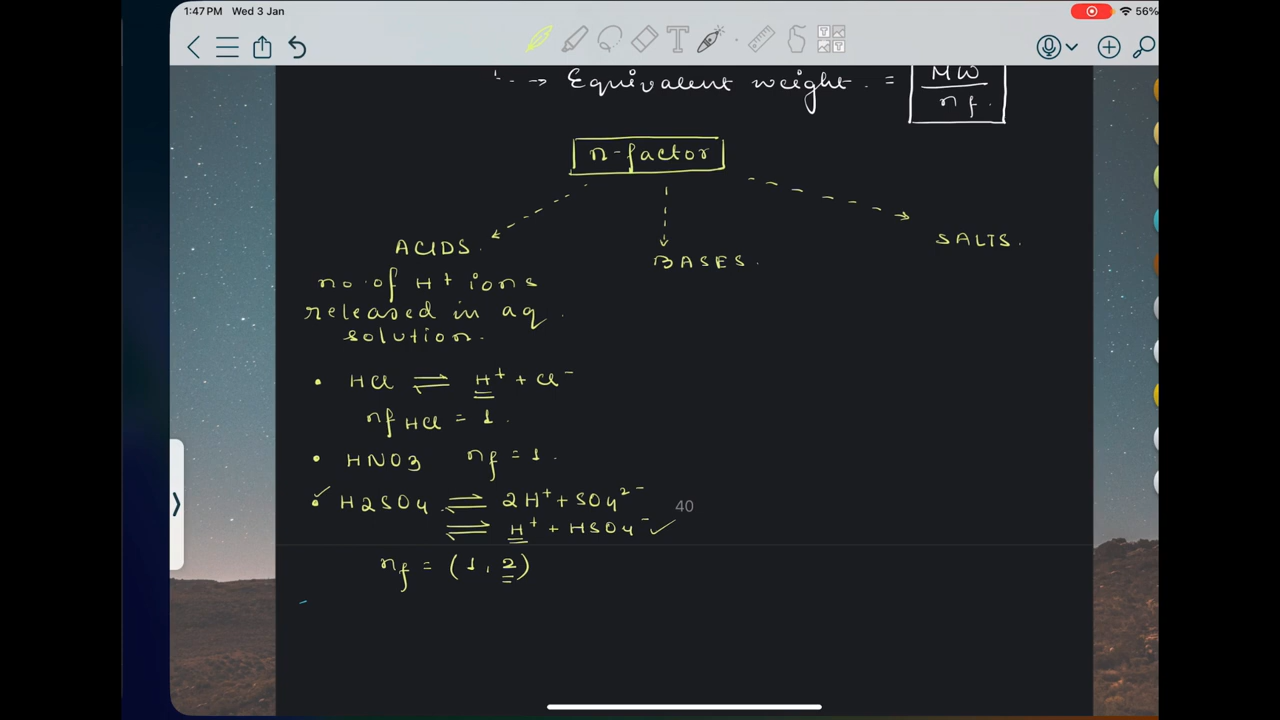 1:47 PM Wed 3 Jan
56%
→ Equivalent weight. = MW
nf.
n-factor
ACIDS.
BASES.
SALTS.
no. of H+ ions
released in aq.
solution.
• HCl ⇌ H+ + Cl-
nf HCl = 1.
• HNO3 nf = 1.
✓ • H2SO4 ⇌ 2H+ + SO4 2-
⇌ H+ + HSO4- ✓
40
nf = (1, 2)